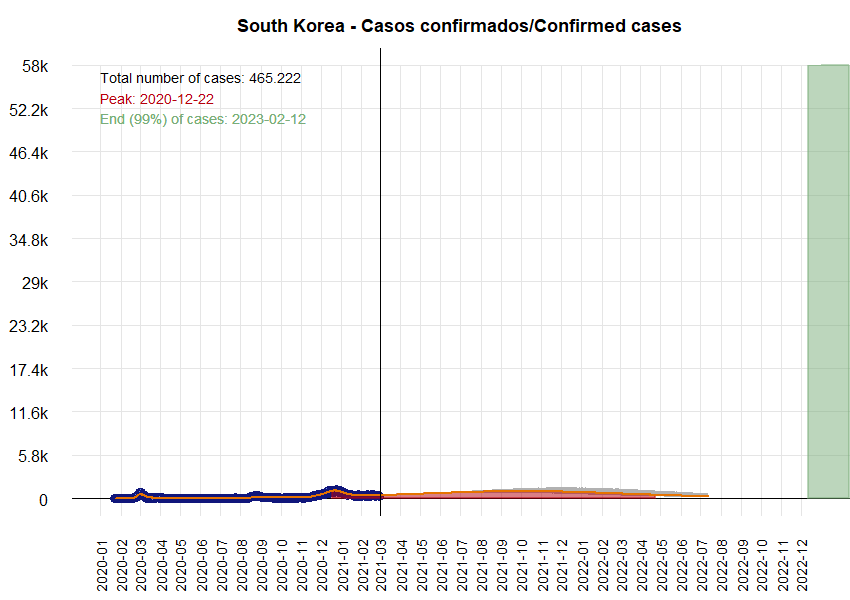 South Korea - Casos confirmados/Confirmed cases
58k
Total number of cases: 465.222
Peak: 2020-12-22
52.2k
End (99%) of cases: 2023-02-12
46.4k
40.6k
34.8k
29k
23.2k
17.4k
11.6k
5.8k
0
2020-01
2020-02
2020-03
2020-04
2020-05
2020-06
2020-07
2020-08
2020-09
2020-10
2020-11
2020-12
2021-01
2021-02
2021-03
2021-04
2021-05
2021-06
2021-07
2021-08
2021-09
2021-10
2021-11
2021-12
2022-01
2022-02
2022-03
2022-04
2022-05
2022-06
2022-07
2022-08
2022-09
2022-10
2022-11
2022-12